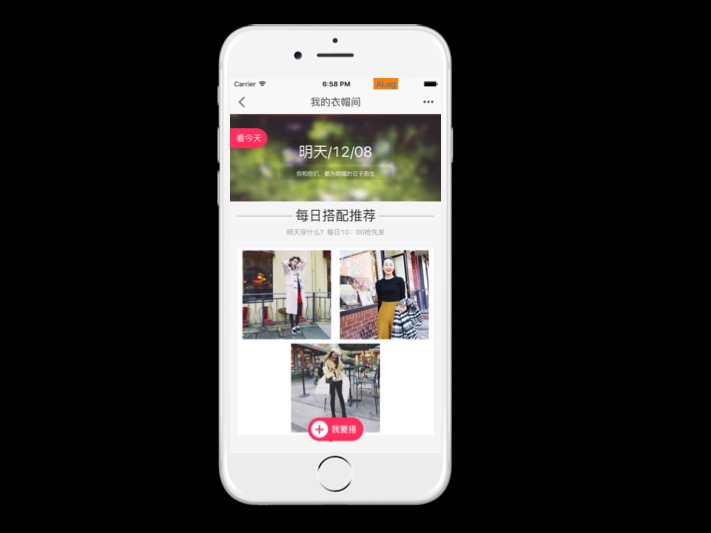 Carrier 6:58 PM ALog
我的衣帽间
看今天
明天/12/08
你和你们，都为明媚的日子而生
每日搭配推荐
明天穿什么？每日10：00抢先发
我要搭